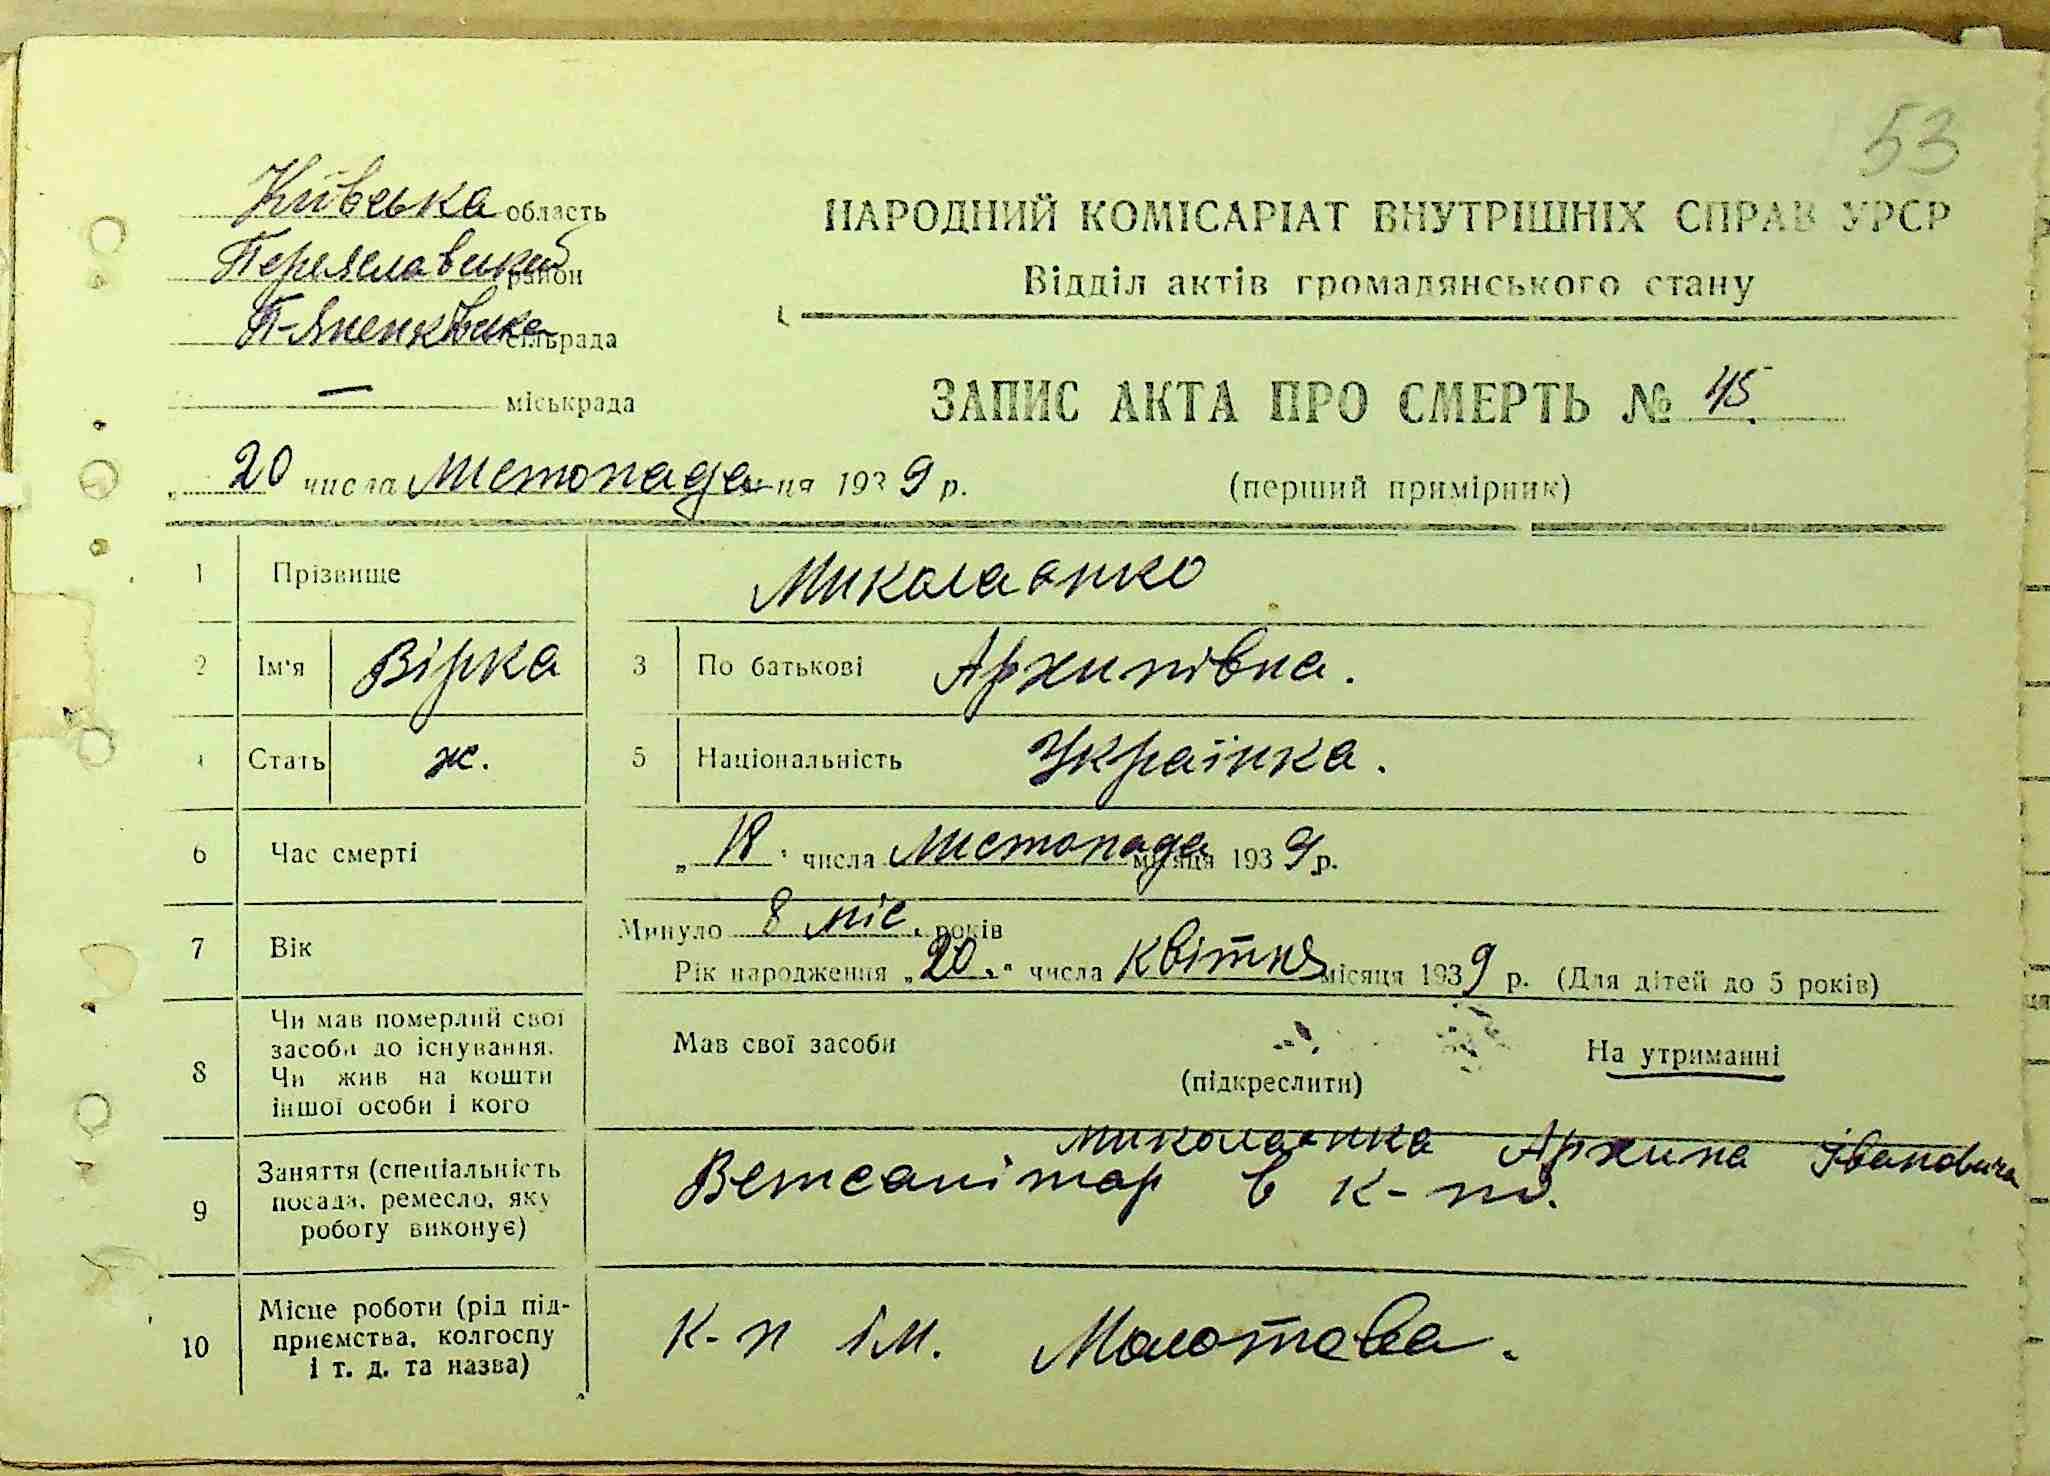 53
Київська область
НАРОДНИЙ КОМІСАРІАТ ВНУТРІШНІХ СПРАВ УРСР
Переяславський район
Відділ актів громадянського стану
сільрада
— міськрада
ЗАПИС АКТА ПРО СМЕРТЬ № 45
„20 числа Листопада ця 1939 р.
(перший примірник)
1 Прізвище Миколаєнко
2 Ім'я Вірка 3 По батькові Архипівна.
4 Стать ж. 5 Національність Українка.
6 Час смерті „18." числа Листопада місяця 1939 р.
7 Вік Минуло 8 міс. років
Рік народження „20." числа Квітня місяця 1939 р. (Для дітей до 5 років)
8 Чи мав померлий свої
засоби до існування.
Чи жив на кошти
іншої особи і кого
Мав свої засоби На утриманні
(підкреслити)
Миколаєнка Архипа Івановича
9 Заняття (спеціальність
посада, ремесло, яку
роботу виконує)
Ветсанітар в к-пі.
10 Місце роботи (рід під-
приємства, колгоспу
і т. д. та назва)
К-п ім. Молотова.